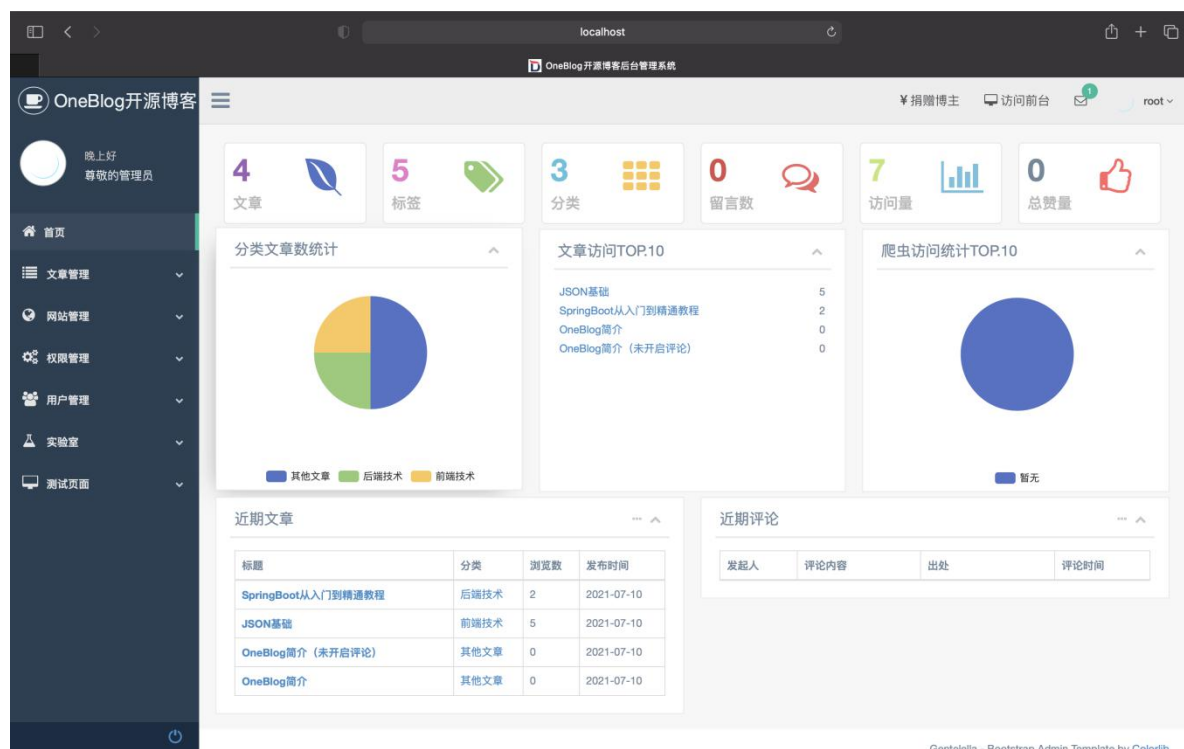 localhost
OneBlog开源博客后台管理系统
OneBlog开源博客
¥捐赠博主 访问前台 1 root
晚上好
尊敬的管理员
首页
文章管理
网站管理
权限管理
用户管理
实验室
测试页面
4 5 3 0 7 0
文章 标签 分类 留言数 访问量 总赞量
分类文章数统计
其他文章 后端技术 前端技术
文章访问TOP.10
JSON基础 5
SpringBoot从入门到精通教程 2
OneBlog简介 0
OneBlog简介（未开启评论） 0
爬虫访问统计TOP.10
暂无
近期文章
标题 分类 浏览数 发布时间
SpringBoot从入门到精通教程 后端技术 2 2021-07-10
JSON基础 前端技术 5 2021-07-10
OneBlog简介（未开启评论） 其他文章 0 2021-07-10
OneBlog简介 其他文章 0 2021-07-10
近期评论
发起人 评论内容 出处 评论时间
Gentelella - Bootstrap Admin Template by Colorlib